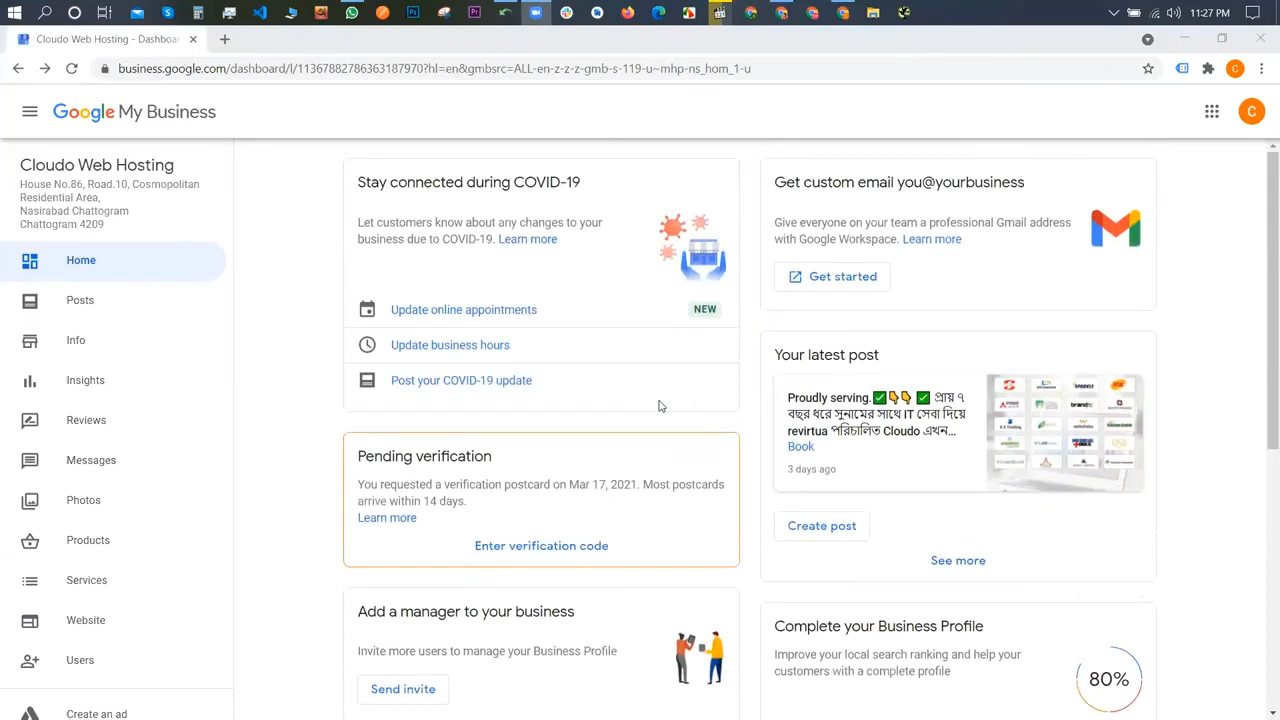 11:27 PM
Cloudo Web Hosting - Dashboar
business.google.com/dashboard/l/11367882786363187970?hl=en&gmbsrc=ALL-en-z-z-z-gmb-s-119-u~mhp-ns_hom_1-u
C
Google My Business
C
Cloudo Web Hosting
House No.86, Road.10, Cosmopolitan
Residential Area,
Nasirabad Chattogram
Chattogram 4209
Home
Posts
Info
Insights
Reviews
Messages
Photos
Products
Services
Website
Users
Create an ad
Stay connected during COVID-19
Let customers know about any changes to your
business due to COVID-19. Learn more
Update online appointments NEW
Update business hours
Post your COVID-19 update
Pending verification
You requested a verification postcard on Mar 17, 2021. Most postcards
arrive within 14 days.
Learn more
Enter verification code
Add a manager to your business
Invite more users to manage your Business Profile
Send invite
Get custom email you@yourbusiness
Give everyone on your team a professional Gmail address
with Google Workspace. Learn more
Get started
Your latest post
Proudly serving.✅👇👇 ✅ প্রায় ৭
বছর ধরে সুনামের সাথে IT সেবা দিয়ে
revirtua পরিচালিত Cloudo এখন...
Book
3 days ago
Create post
See more
Complete your Business Profile
Improve your local search ranking and help your
customers with a complete profile
80%